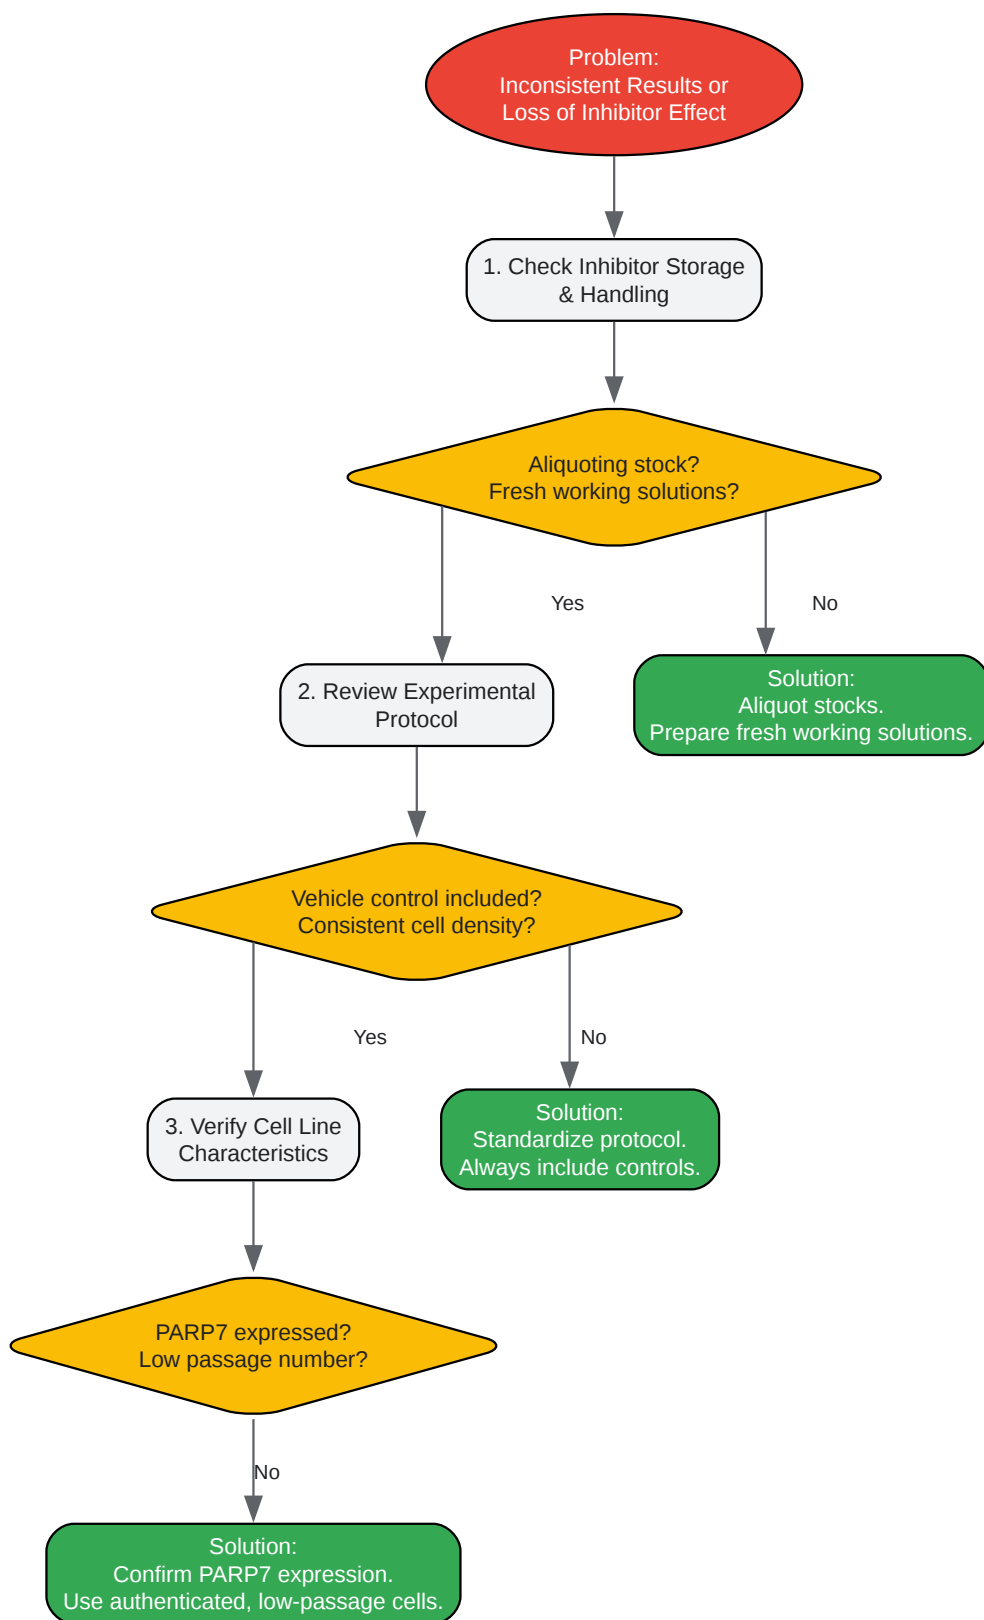 Problem:
Inconsistent Results or
Loss of Inhibitor Effect
1. Check Inhibitor Storage
& Handling
Aliquoting stock?
Fresh working solutions?
Yes
No
2. Review Experimental
Protocol
Solution:
Aliquot stocks.
Prepare fresh working solutions.
Vehicle control included?
Consistent cell density?
Yes
No
3. Verify Cell Line
Characteristics
Solution:
Standardize protocol.
Always include controls.
PARP7 expressed?
Low passage number?
No
Solution:
Confirm PARP7 expression.
Use authenticated, low-passage cells.